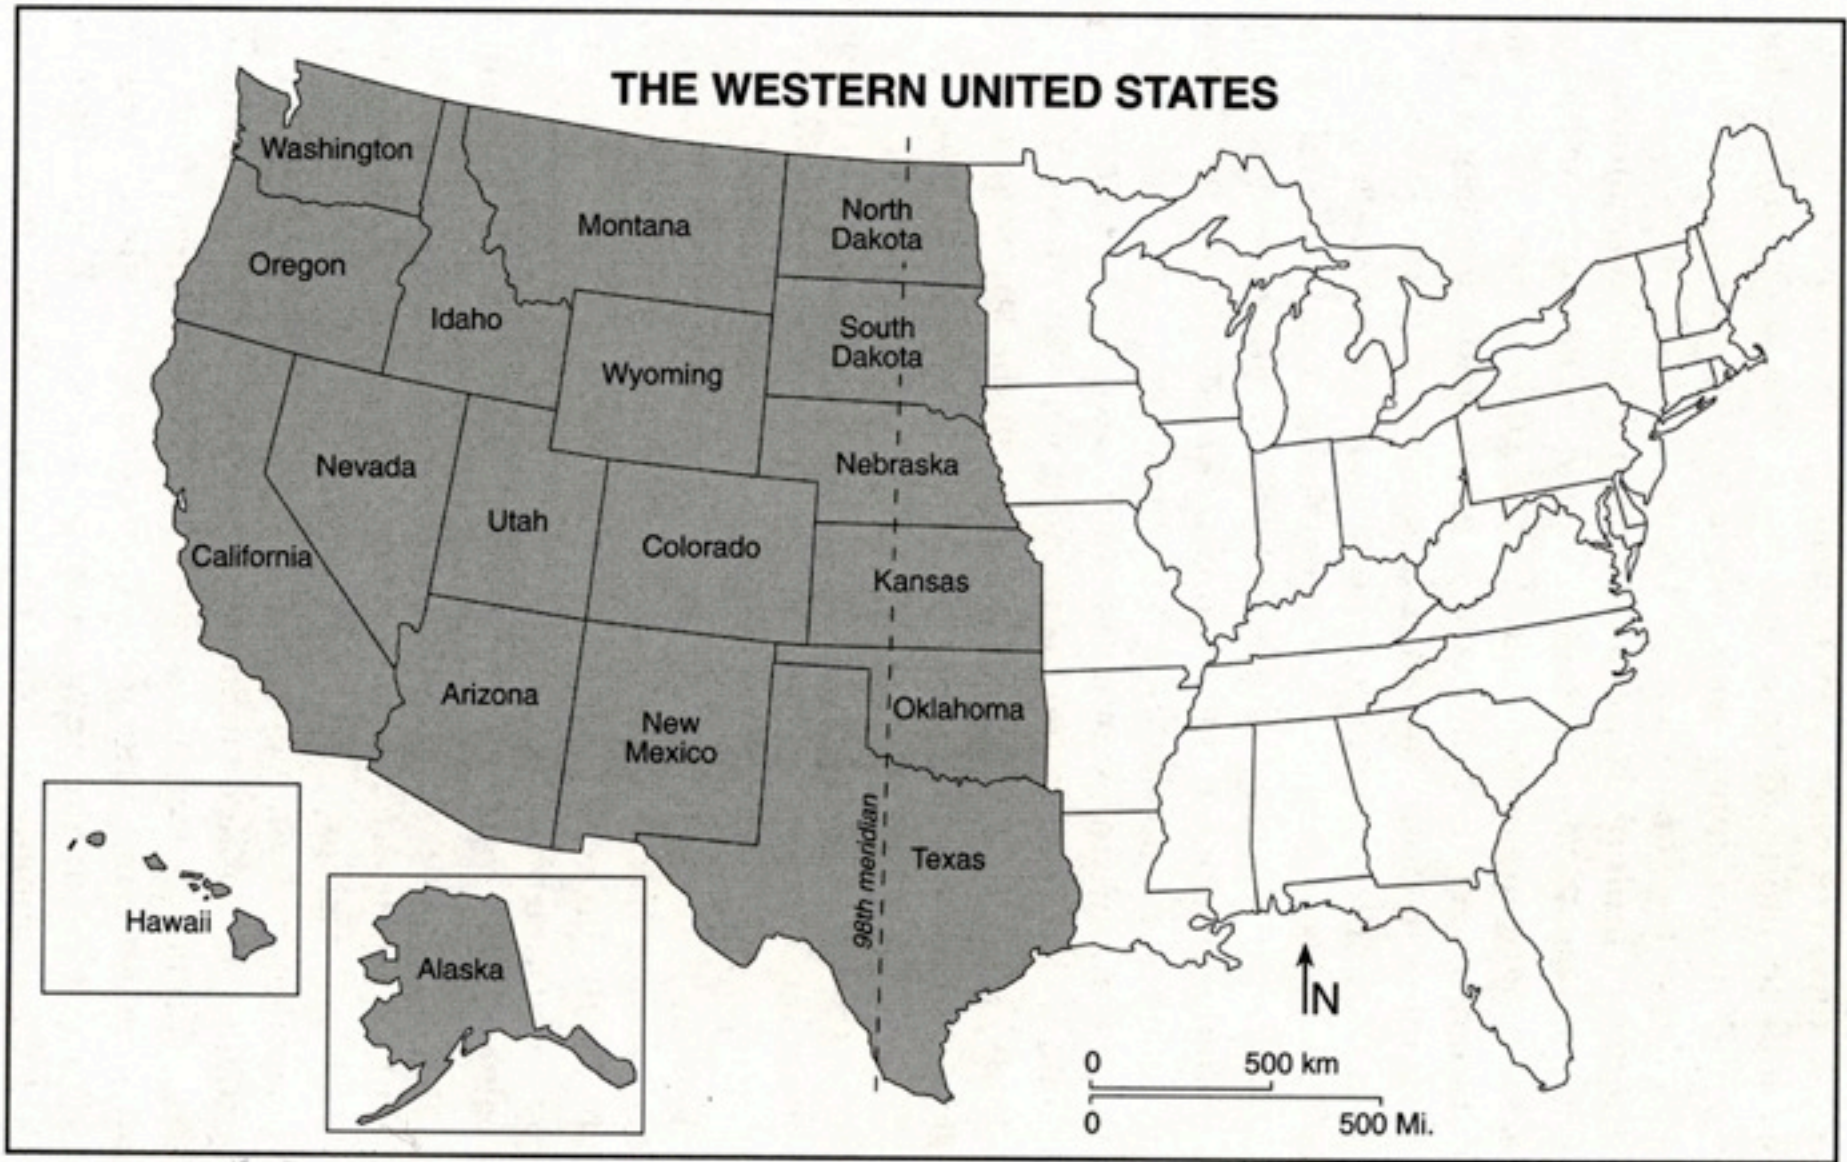 THE WESTERN UNITED STATES
Washington
Montana
North
Dakota
Oregon
Idaho
South
Dakota
Wyoming
Nevada
Nebraska
Utah
Colorado
California
Kansas
Arizona
New
Mexico
Oklahoma
98th meridian
Texas
Hawaii
Alaska
N
0 500 km
0 500 Mi.